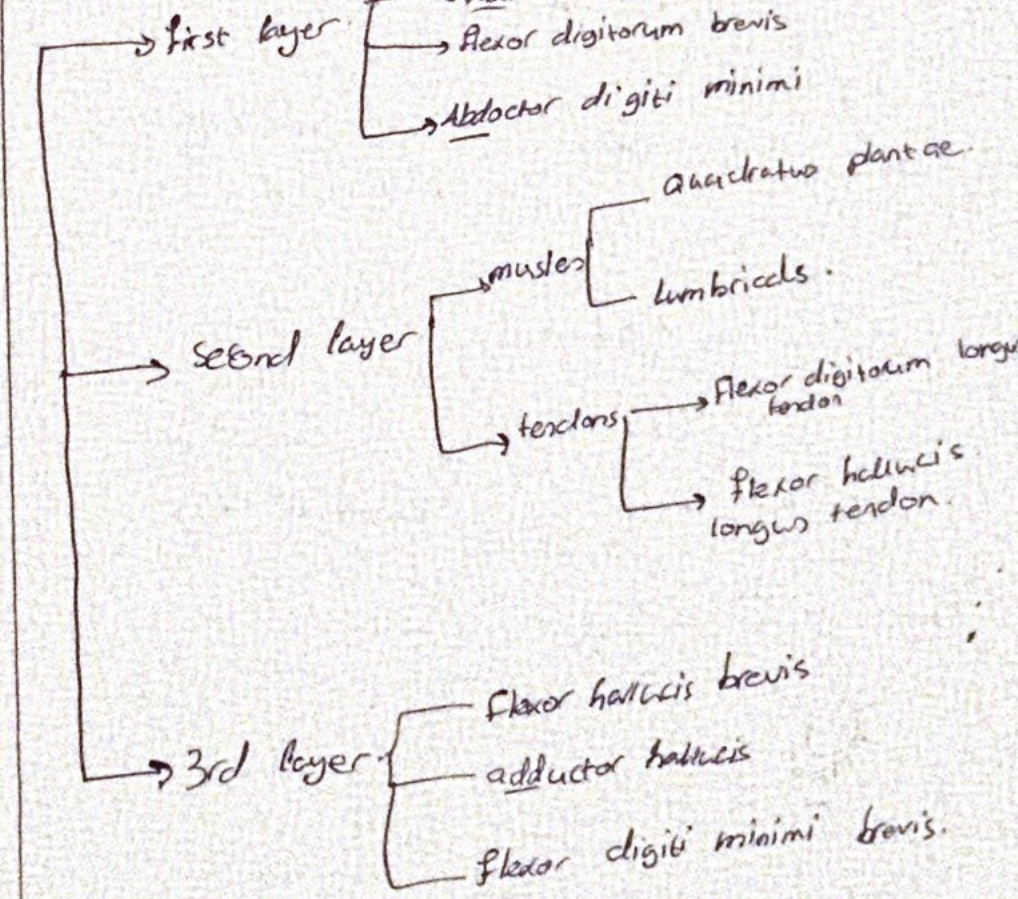 first layer
flexor digitorum brevis
Abdoctor digiti minimi
Quadratus plantae.
musles
lumbricals.
second layer
flexor digitorum
tendon
tendons
flexor hallucis
longus tendon.
flexor hallucis brevis
3rd layer
adductor hallucis
flexor digiti minimi brevis.